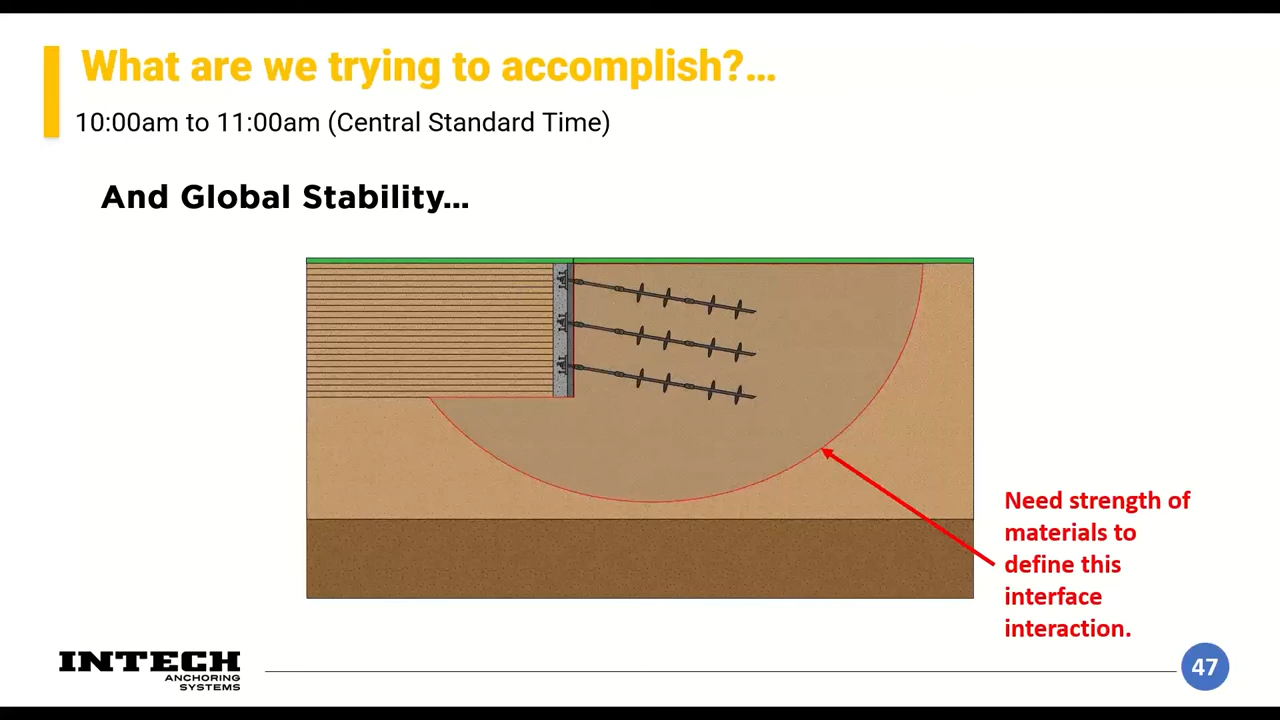 What are we trying to accomplish?...
10:00am to 11:00am (Central Standard Time)
And Global Stability...
Need strength of
materials to
define this
interface
interaction.
INTECH
ANCHORING
SYSTEMS
47